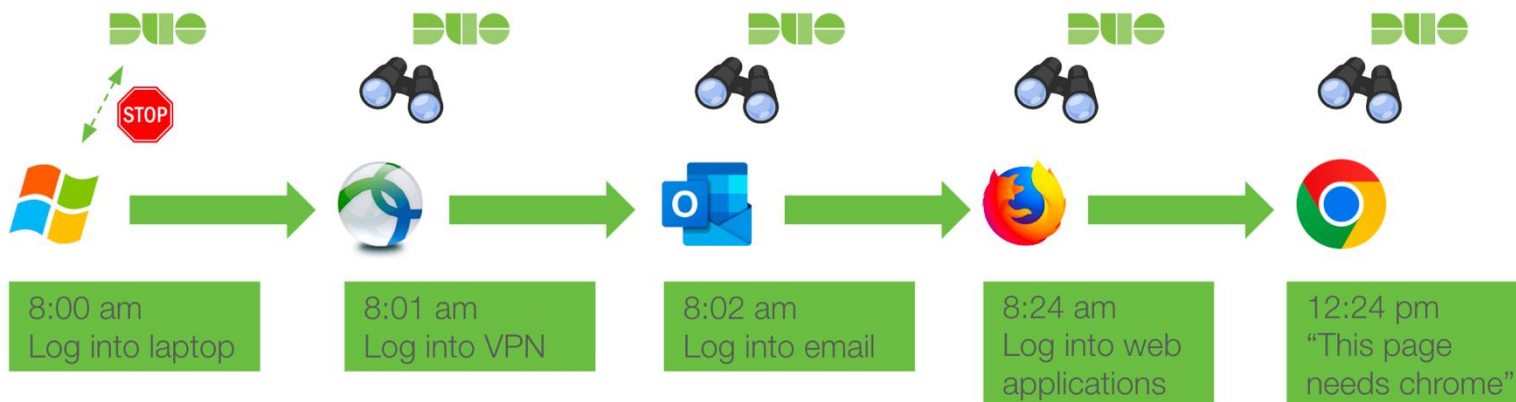 DUO
DUO
DUO
DUO
DUO
STOP
O
8:00 am
Log into laptop
8:01 am
Log into VPN
8:02 am
Log into email
8:24 am
Log into web
applications
12:24 pm
“This page
needs chrome”